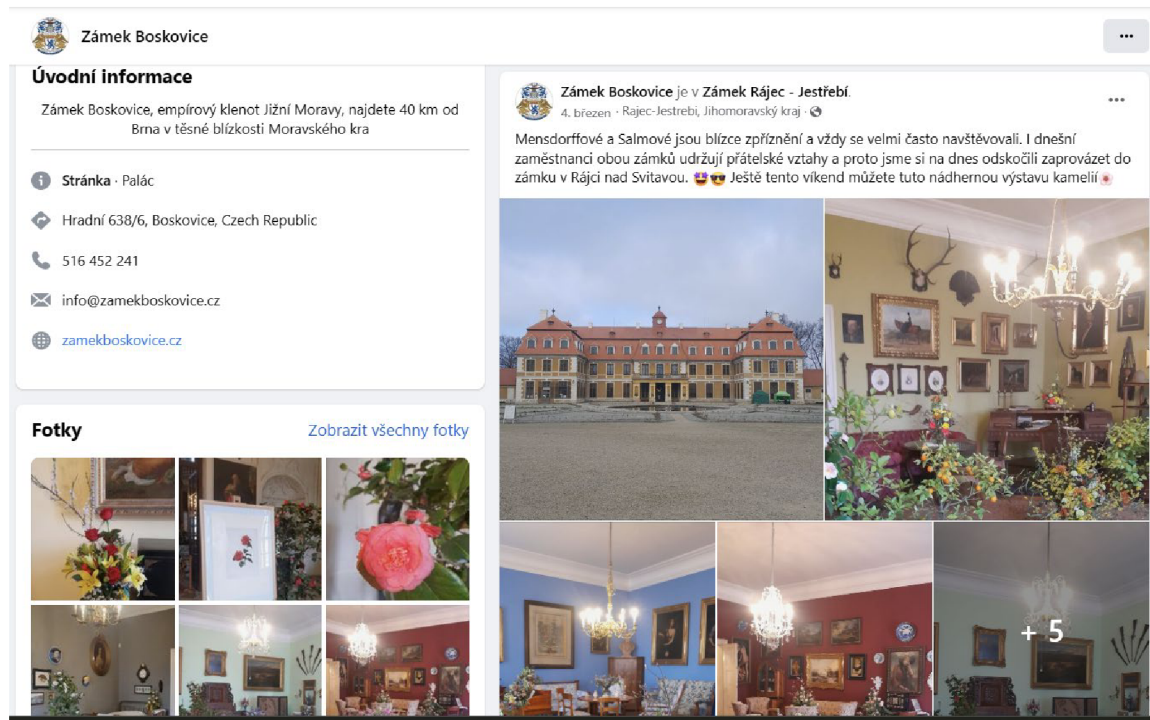 Zámek Boskovice
Úvodní informace
Zámek Boskovice, empírový klenot Jižní Moravy, najdete 40 km od
Brna v těsné blízkosti Moravského kra
Stránka · Palác
Hradní 638/6, Boskovice, Czech Republic
516 452 241
info@zamekboskovice.cz
zamekboskovice.cz
Fotky
Zobrazit všechny fotky
Zámek Boskovice je v Zámek Rájec - Jestřebí.
4. březen · Rajec-Jestrebi, Jihomoravský kraj ·
Mensdorffové a Salmové jsou blízce zpříznění a vždy se velmi často navštěvovali. I dnešní
zaměstnanci obou zámků udržují přátelské vztahy a proto jsme si na dnes odskočili zaprovázet do
zámku v Rájci nad Svitavou. 🤩😎 Ještě tento víkend můžete tuto nádhernou výstavu kamelií🌸
+ 5